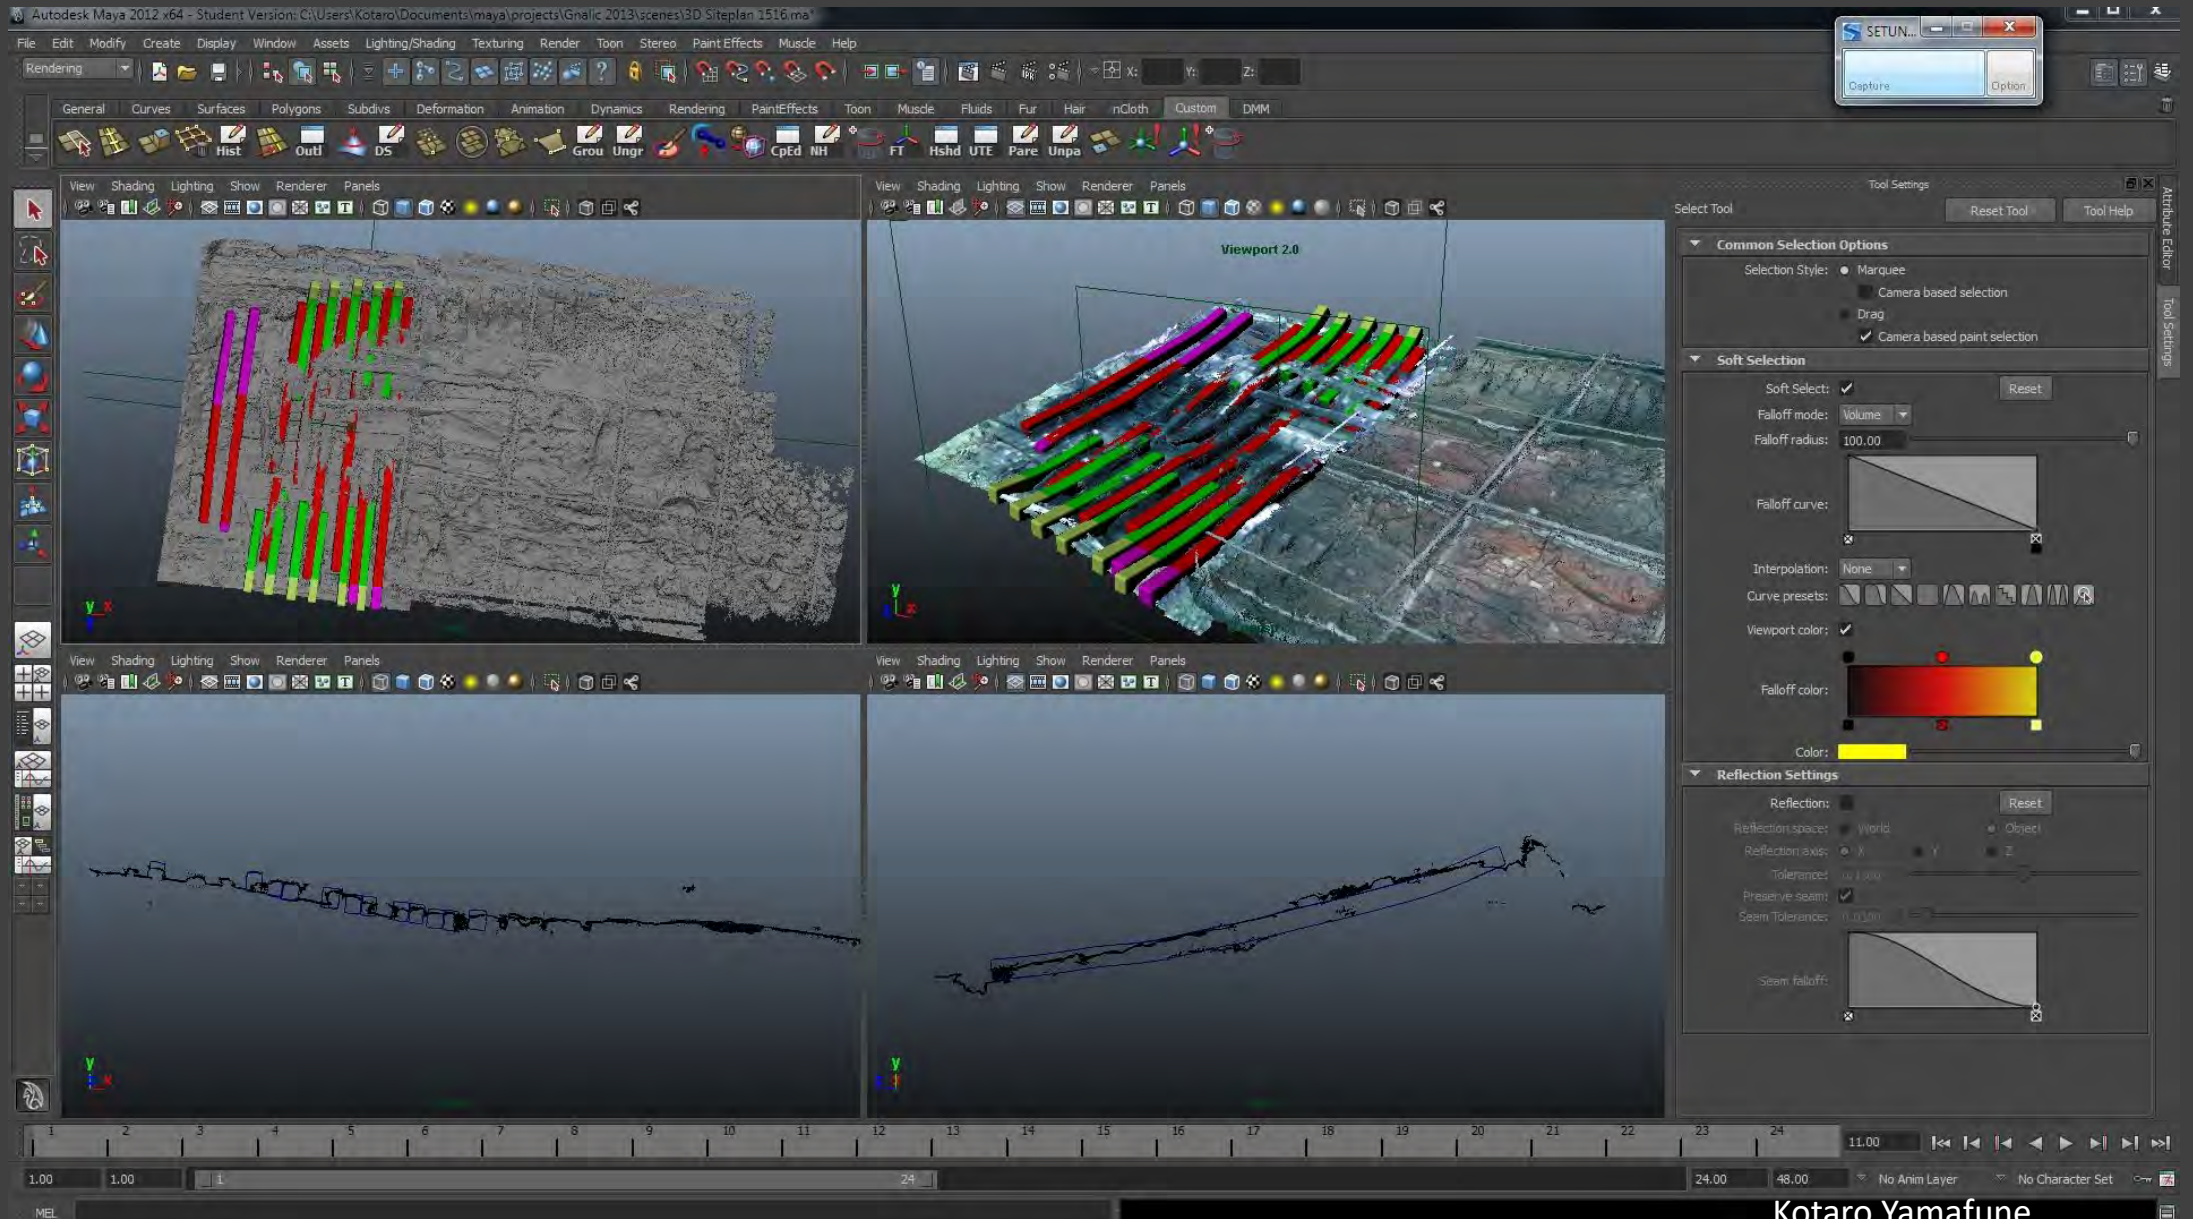 Autodesk Maya 2012 x64 - Student Version: C:\Users\Kotaro\Documents\maya\projects\Gnalic 2013\scenes\3D Siteplan 1516.ma*
SETUN...
File Edit Modify Create Display Window Assets Lighting/Shading Texturing Render Toon Stereo Paint Effects Muscle Help
Rendering X: Y: Z:
Capture Option
General Curves Surfaces Polygons Subdivs Deformation Animation Dynamics Rendering PaintEffects Toon Muscle Fluids Fur Hair nCloth Custom DMM
Hist Outl DS Grou Ungr CpEd NH FT Hshd UTE Pare Unpa
View Shading Lighting Show Renderer Panels
View Shading Lighting Show Renderer Panels
Viewport 2.0
y x
y x
View Shading Lighting Show Renderer Panels
View Shading Lighting Show Renderer Panels
y x
y
Tool Settings
Select Tool Reset Tool Tool Help
Common Selection Options
Selection Style: Marquee
Camera based selection
Drag
Camera based paint selection
Soft Selection
Soft Select: Reset
Falloff mode: Volume
Falloff radius: 100.00
Falloff curve:
Interpolation: None
Curve presets:
Viewport color:
Falloff color:
Color:
Reflection Settings
Reflection: Reset
Reflection space: World Object
Reflection axis: X Y Z
Tolerance:
Preserve seam:
Seam Tolerance:
Seam falloff:
Attribute Editor
Tool Settings
1 2 3 4 5 6 7 8 9 10 11 12 13 14 15 16 17 18 19 20 21 22 23 24 11.00
1.00 1.00 1 24 24.00 48.00 No Anim Layer No Character Set
MEL
Kotaro Yamafune